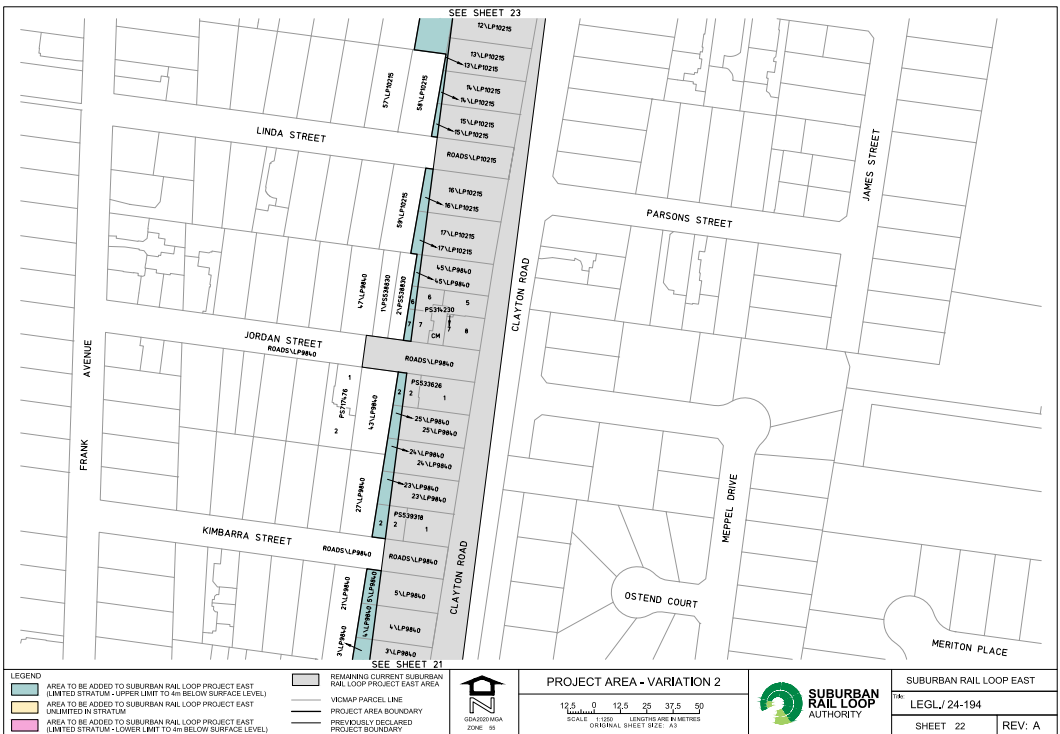 SEE SHEET 23
12\LP10215
13\LP10215
13\LP10215
14\LP10215
14\LP10215
15\LP10215
15\LP10215
57\LP10215
58\LP10215
LINDA STREET
ROADS\LP10215
JAMES STREET
16\LP10215
16\LP10215
59\LP10215
PARSONS STREET
17\LP10215
17\LP10215
45\LP9840
45\LP9840
CLAYTON ROAD
47\LP9840
1\PS538830
2\PS538830
6
6
5
PS314230
7
7
7
8
CM
JORDAN STREET
ROADS\LP9840
ROADS\LP9840
FRANK AVENUE
1
PS717476
2
43\LP9840
PS533626
2
2
1
25\LP9840
25\LP9840
24\LP9840
24\LP9840
23\LP9840
23\LP9840
27\LP9840
PS539318
2
2
1
MEPPEL DRIVE
KIMBARRA STREET
ROADS\LP9840
ROADS\LP9840
CLAYTON ROAD
21\LP9840
5\LP9840
5\LP9840
4\LP9840
4\LP9840
3\LP9840
3\LP9840
OSTEND COURT
MERITON PLACE
SEE SHEET 21
LEGEND
AREA TO BE ADDED TO SUBURBAN RAIL LOOP PROJECT EAST
LIMITED STRATUM - UPPER LIMIT TO 4m BELOW SURFACE LEVEL)
AREA TO BE ADDED TO SUBURBAN RAIL LOOP PROJECT EAST
UNLIMITED IN STRATUM
AREA TO BE ADDED TO SUBURBAN RAIL LOOP PROJECT EAST
(LIMITED STRATUM - LOWER LIMIT TO 4m BELOW SURFACE LEVEL)
REMAINING CURRENT SUBURBAN
RAIL LOOP PROJECT EAST AREA
VICMAP PARCEL LINE
PROJECT AREA BOUNDARY
PREVIOUSLY DECLARED
PROJECT BOUNDARY
N
GDA2020 MGA
ZONE 55
PROJECT AREA - VARIATION 2
12.5 0 12.5 25 37.5 50
SCALE 1:1250 LENGTHS ARE IN METRES
ORIGINAL SHEET SIZE: A3
SUBURBAN
RAIL LOOP
AUTHORITY
SUBURBAN RAIL LOOP EAST
Title:
LEGL./ 24-194
SHEET 22
REV: A